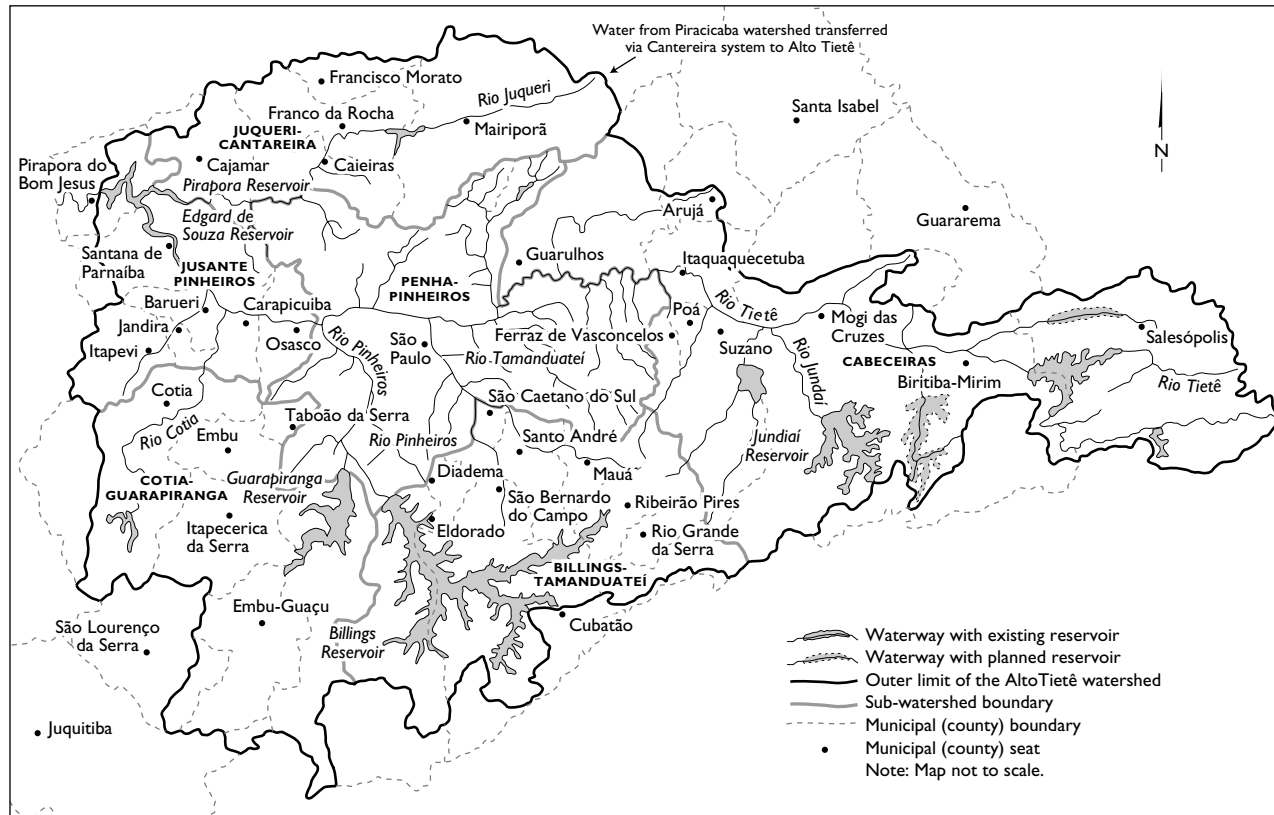 Water from Piracicaba watershed transferred
via Cantereira system to Alto Tietê
Francisco Morato
Rio Juqueri
Santa Isabel
Franco da Rocha
JUQUERI-
CANTAREIRA
Mairiporã
N
Pirapora do
Bom Jesus
Cajamar
Caieiras
Pirapora Reservoir
Arujá
Guararema
Edgard de
Souza Reservoir
Santana de
Parnaíba
Guarulhos
Itaquaquecetuba
JUSANTE
PINHEIROS
PENHA-
PINHEIROS
Rio Tietê
Barueri
Carapicuiba
Poá
Mogi das
Cruzes
Jandira
Itapevi
Osasco
Rio Pinheiros
São
Paulo
Ferraz de Vasconcelos
Rio Tamanduateí
Suzano
Rio Jundaí
Salesópolis
CABECEIRAS
Biritiba-Mirim
Rio Tietê
Cotia
Taboão da Serra
São Caetano do Sul
Rio Cotia
Embu
Rio Pinheiros
Santo André
Jundiaí
Reservoir
Guarapiranga
Reservoir
Diadema
Mauá
COTIA-
GUARAPIRANGA
São Bernardo
do Campo
Ribeirão Pires
Itapecerica
da Serra
Eldorado
Rio Grande
da Serra
BILLINGS-
TAMANDUATEÍ
Embu-Guaçu
Cubatão
São Lourenço
da Serra
Billings
Reservoir
Juquitiba
Waterway with existing reservoir
Waterway with planned reservoir
Outer limit of the AltoTietê watershed
Sub-watershed boundary
Municipal (county) boundary
Municipal (county) seat
Note: Map not to scale.